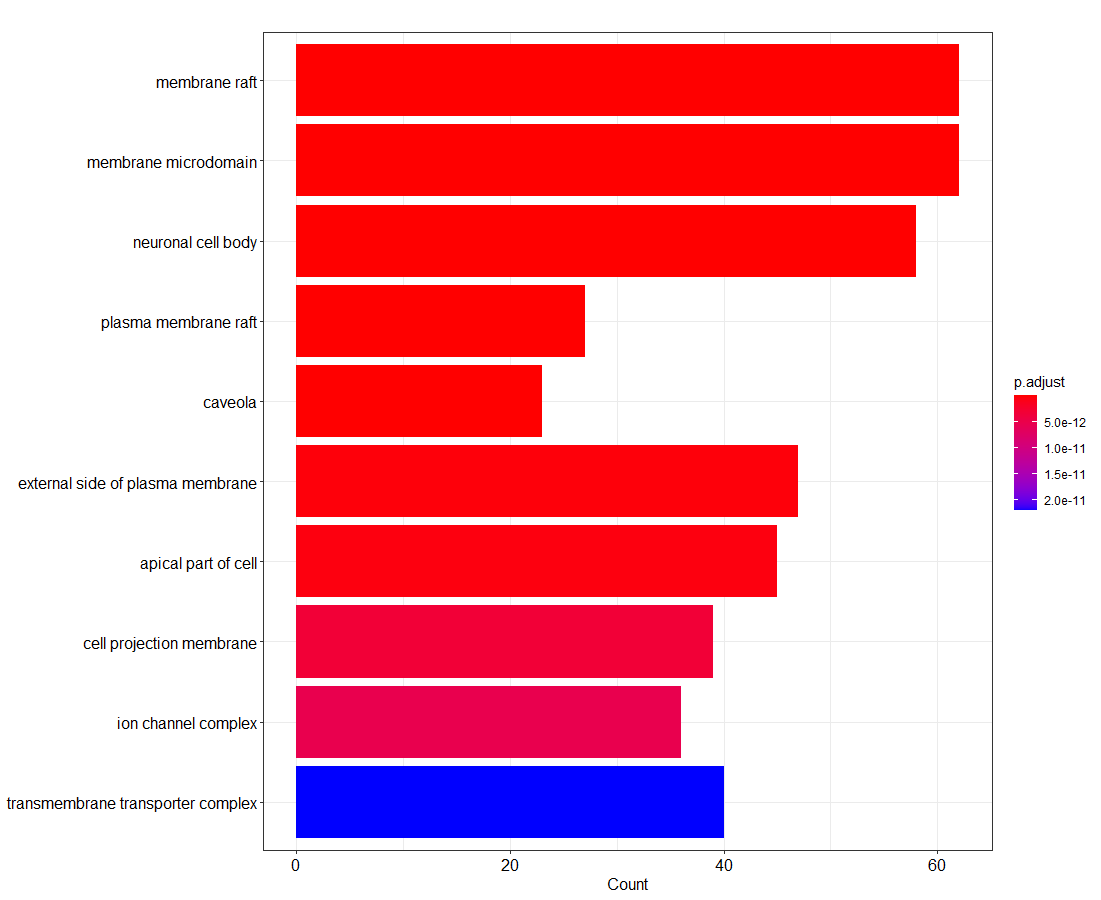 membrane raft
membrane microdomain
neuronal cell body
plasma membrane raft
caveola
external side of plasma membrane
apical part of cell
cell projection membrane
ion channel complex
transmembrane transporter complex
0 20 40 60
Count
p.adjust
5.0e-12
1.0e-11
1.5e-11
2.0e-11